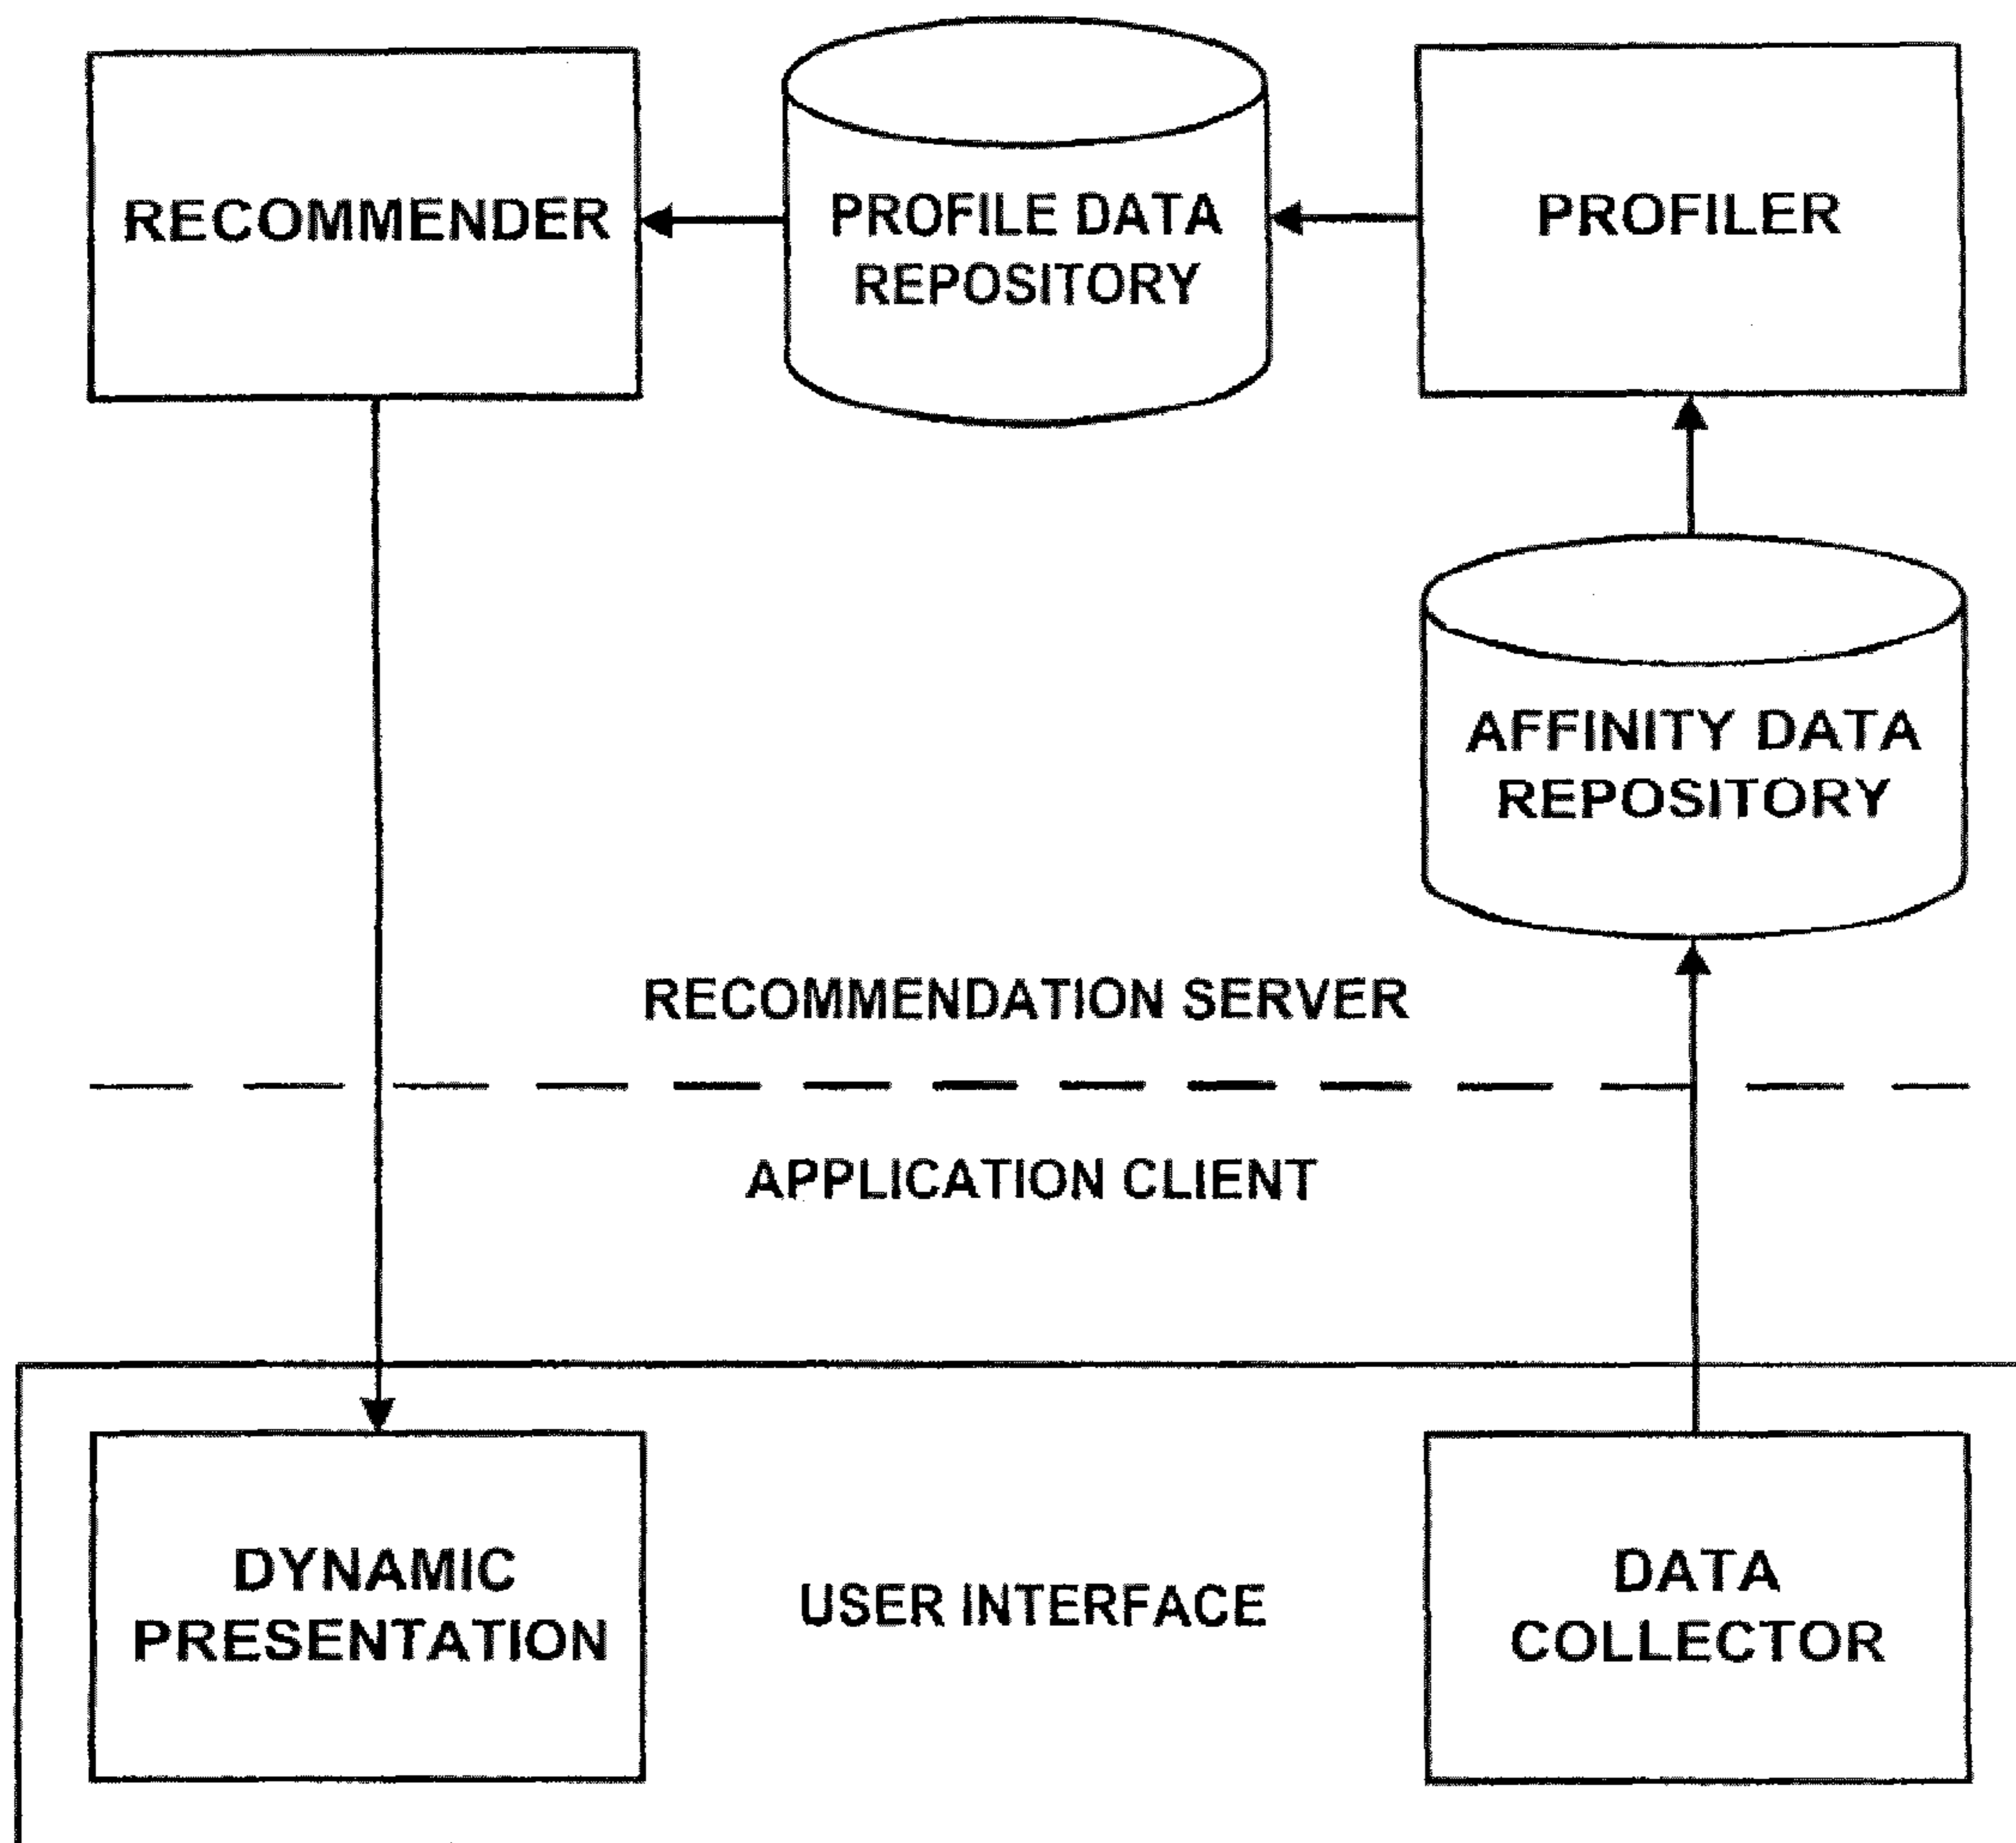 RECOMMENDER
PROFILE DATA
REPOSITORY
PROFILER
AFFINITY DATA
REPOSITORY
RECOMMENDATION SERVER
APPLICATION CLIENT
DYNAMIC
PRESENTATION
USER INTERFACE
DATA
COLLECTOR